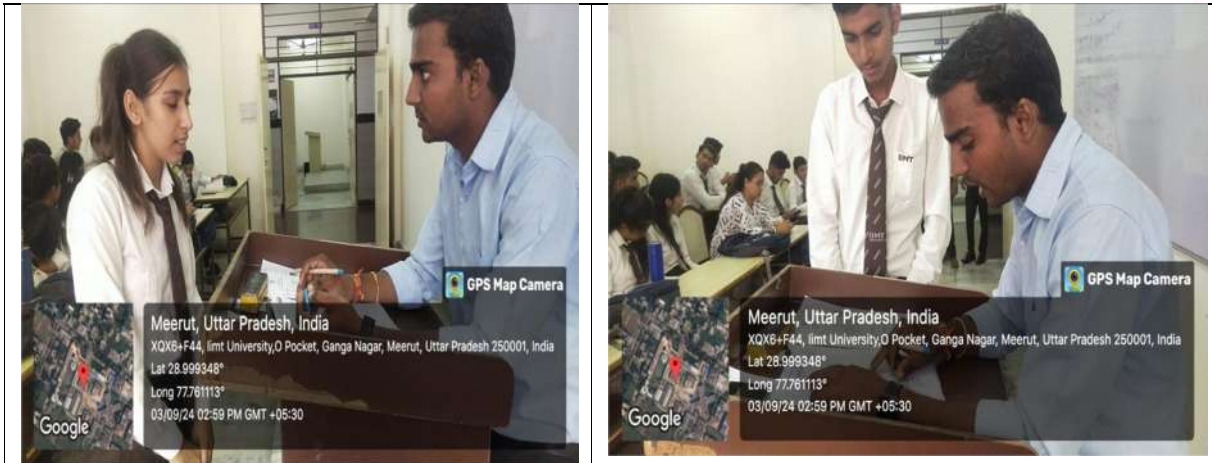 GPS Map Camera
Meerut, Uttar Pradesh, India
XQX6+F44, Iimt University,O Pocket, Ganga Nagar, Meerut, Uttar Pradesh 250001, India
Lat 28.999348°
Long 77.761113°
03/09/24 02:59 PM GMT +05:30
Google
IIMT
IIMT
GPS Map Camera
Meerut, Uttar Pradesh, India
XQX6+F44, Iimt University,O Pocket, Ganga Nagar, Meerut, Uttar Pradesh 250001, India
Lat 28.999348°
Long 77.761113°
03/09/24 02:59 PM GMT +05:30
Google